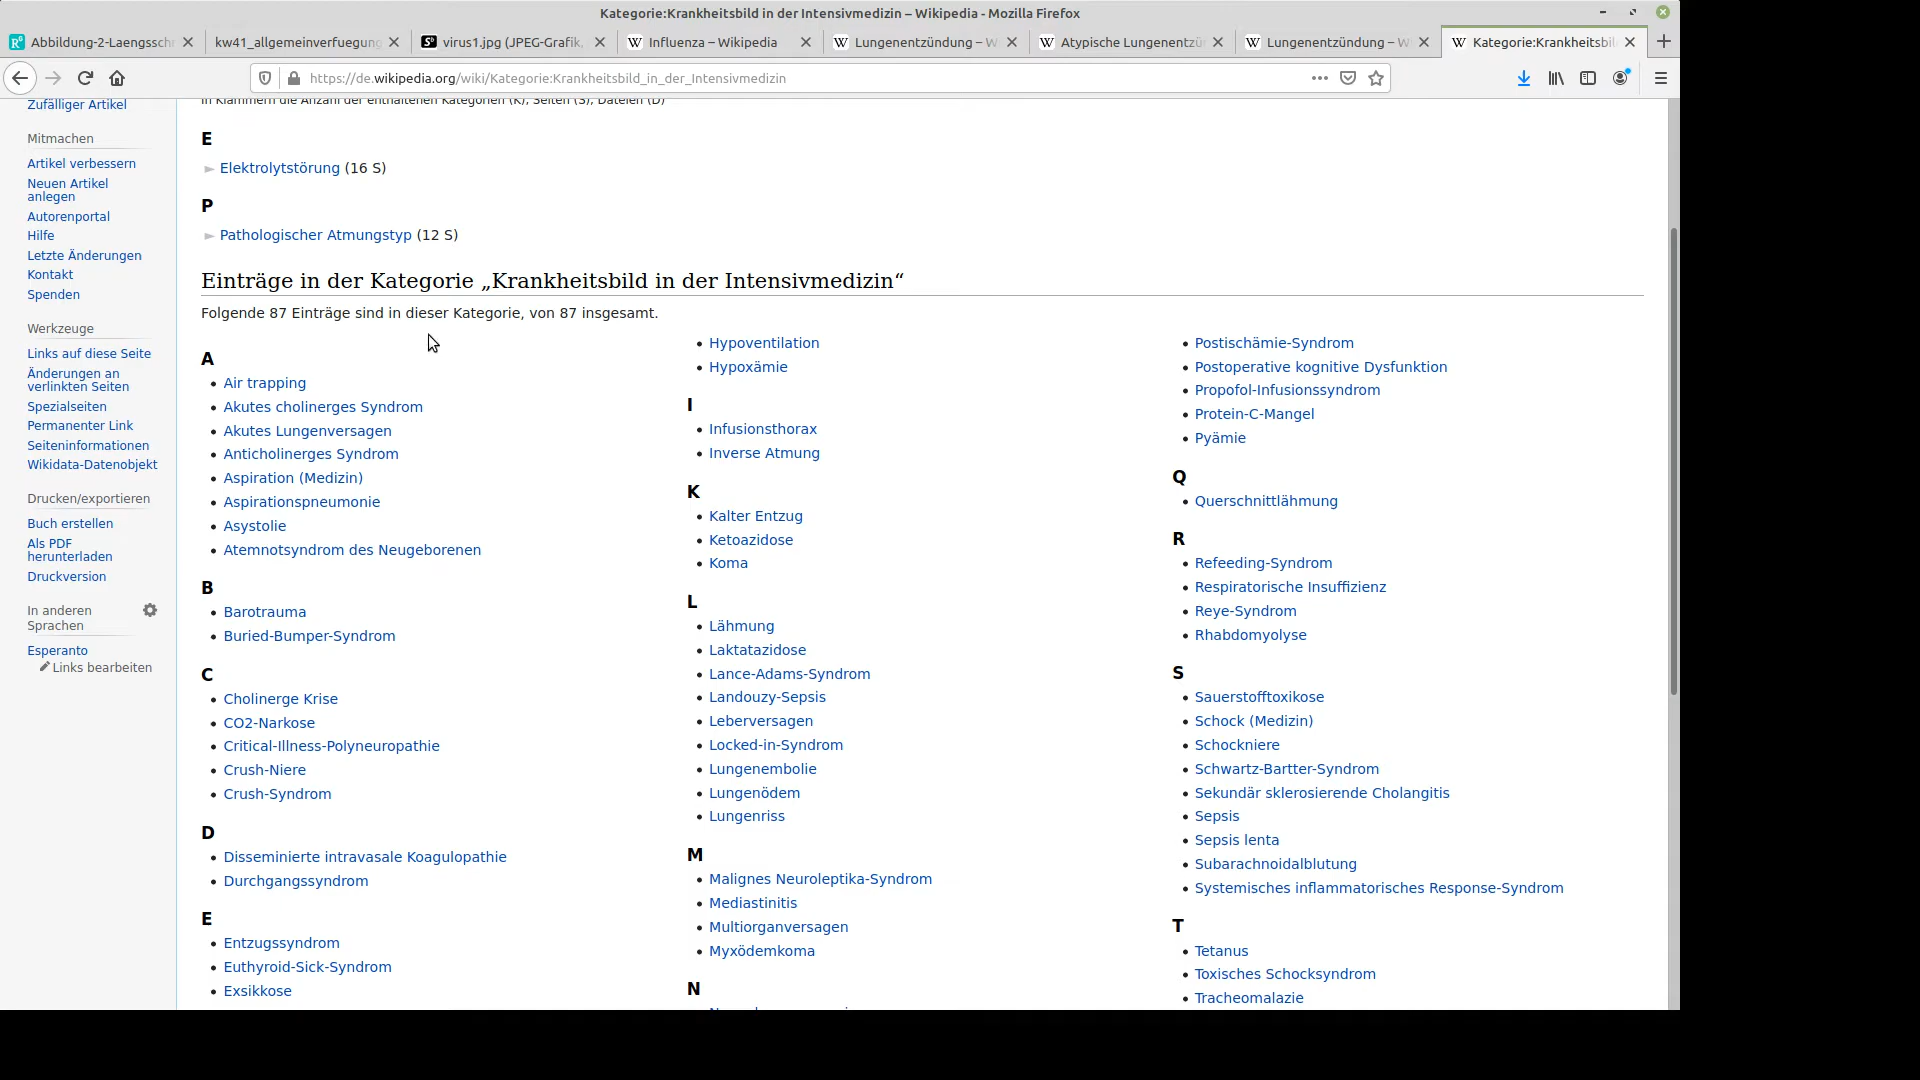 Kategorie:Krankheitsbild in der Intensivmedizin – Wikipedia - Mozilla Firefox
Abbildung-2-Laengsschn
kw41_allgemeinverfuegung
virus1.jpg (JPEG-Grafik,
Influenza – Wikipedia
Lungenentzündung – W
Atypische Lungenentzü
Lungenentzündung – W
Kategorie:Krankheitsbil
https://de.wikipedia.org/wiki/Kategorie:Krankheitsbild_in_der_Intensivmedizin
Zufälliger Artikel
Mitmachen
Artikel verbessern
Neuen Artikel
anlegen
Autorenportal
Hilfe
Letzte Änderungen
Kontakt
Spenden
Werkzeuge
Links auf diese Seite
Änderungen an
verlinkten Seiten
Spezialseiten
Permanenter Link
Seiteninformationen
Wikidata-Datenobjekt
Drucken/exportieren
Buch erstellen
Als PDF
herunterladen
Druckversion
In anderen
Sprachen
Esperanto
Links bearbeiten
In Klammern die Anzahl der enthaltenen Kategorien (K), Seiten (S), Dateien (D)
E
Elektrolytstörung (16 S)
P
Pathologischer Atmungstyp (12 S)
Einträge in der Kategorie „Krankheitsbild in der Intensivmedizin“
Folgende 87 Einträge sind in dieser Kategorie, von 87 insgesamt.
A
Air trapping
Akutes cholinerges Syndrom
Akutes Lungenversagen
Anticholinerges Syndrom
Aspiration (Medizin)
Aspirationspneumonie
Asystolie
Atemnotsyndrom des Neugeborenen
B
Barotrauma
Buried-Bumper-Syndrom
C
Cholinerge Krise
CO2-Narkose
Critical-Illness-Polyneuropathie
Crush-Niere
Crush-Syndrom
D
Disseminierte intravasale Koagulopathie
Durchgangssyndrom
E
Entzugssyndrom
Euthyroid-Sick-Syndrom
Exsikkose
Hypoventilation
Hypoxämie
I
Infusionsthorax
Inverse Atmung
K
Kalter Entzug
Ketoazidose
Koma
L
Lähmung
Laktatazidose
Lance-Adams-Syndrom
Landouzy-Sepsis
Leberversagen
Locked-in-Syndrom
Lungenembolie
Lungenödem
Lungenriss
M
Malignes Neuroleptika-Syndrom
Mediastinitis
Multiorganversagen
Myxödemkoma
N
Postischämie-Syndrom
Postoperative kognitive Dysfunktion
Propofol-Infusionssyndrom
Protein-C-Mangel
Pyämie
Q
Querschnittlähmung
R
Refeeding-Syndrom
Respiratorische Insuffizienz
Reye-Syndrom
Rhabdomyolyse
S
Sauerstofftoxikose
Schock (Medizin)
Schockniere
Schwartz-Bartter-Syndrom
Sekundär sklerosierende Cholangitis
Sepsis
Sepsis lenta
Subarachnoidalblutung
Systemisches inflammatorisches Response-Syndrom
T
Tetanus
Toxisches Schocksyndrom
Tracheomalazie